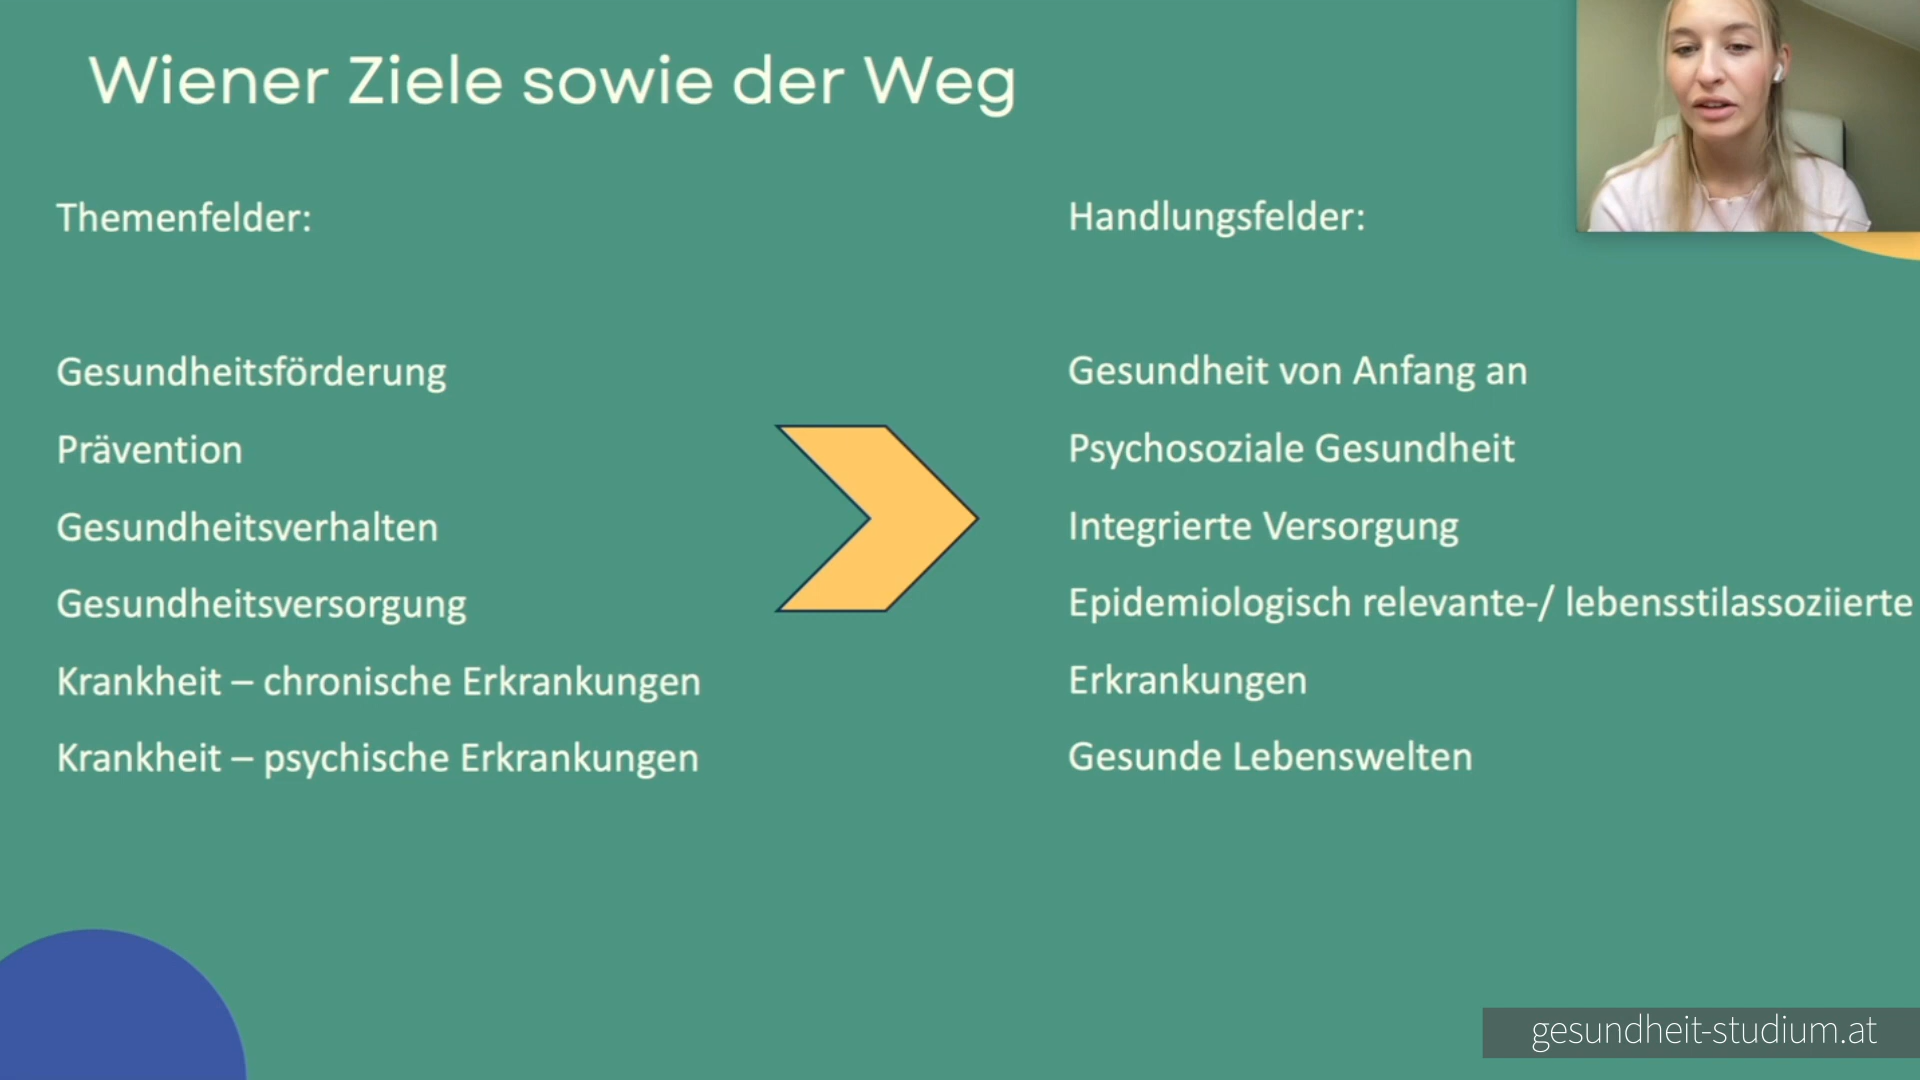 Wiener Ziele sowie der Weg
Themenfelder:
Gesundheitsförderung
Prävention
Gesundheitsverhalten
Gesundheitsversorgung
Krankheit – chronische Erkrankungen
Krankheit – psychische Erkrankungen
Handlungsfelder:
Gesundheit von Anfang an
Psychosoziale Gesundheit
Integrierte Versorgung
Epidemiologisch relevante-/ lebensstilassoziierte
Erkrankungen
Gesunde Lebenswelten
gesundheit-studium.at